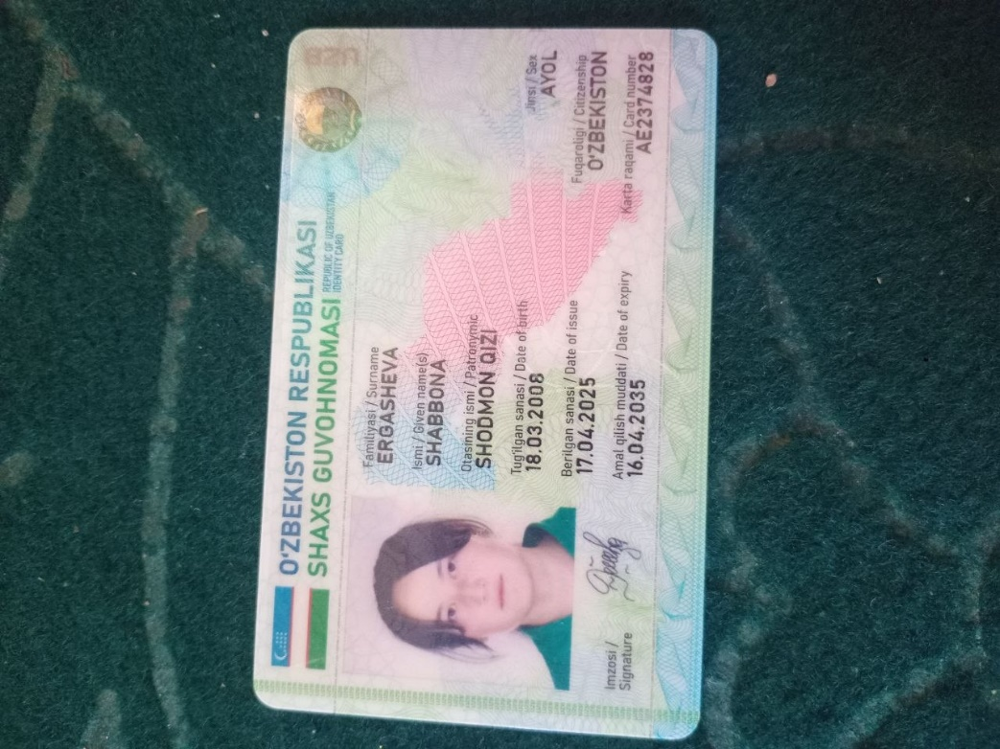 O'ZBEKISTON RESPUBLIKASI
SHAXS GUVOHNOMASI
REPUBLIC OF UZBEKISTAN
IDENTITY CARD
UZB
Familiyasi / Surname
ERGASHEVA
Ismi / Given name(s)
SHABBONA
Otasining ismi / Patronymic
SHODMON QIZI
Tug'ilgan sanasi / Date of birth
18.03.2008
Jinsi / Sex
AYOL
Berilgan sanasi / Date of issue
17.04.2025
Fuqaroligi / Citizenship
O'ZBEKISTON
Amal qilish muddati / Date of expiry
16.04.2035
Karta raqami / Card number
AE2374828
Imzosi /
Signature